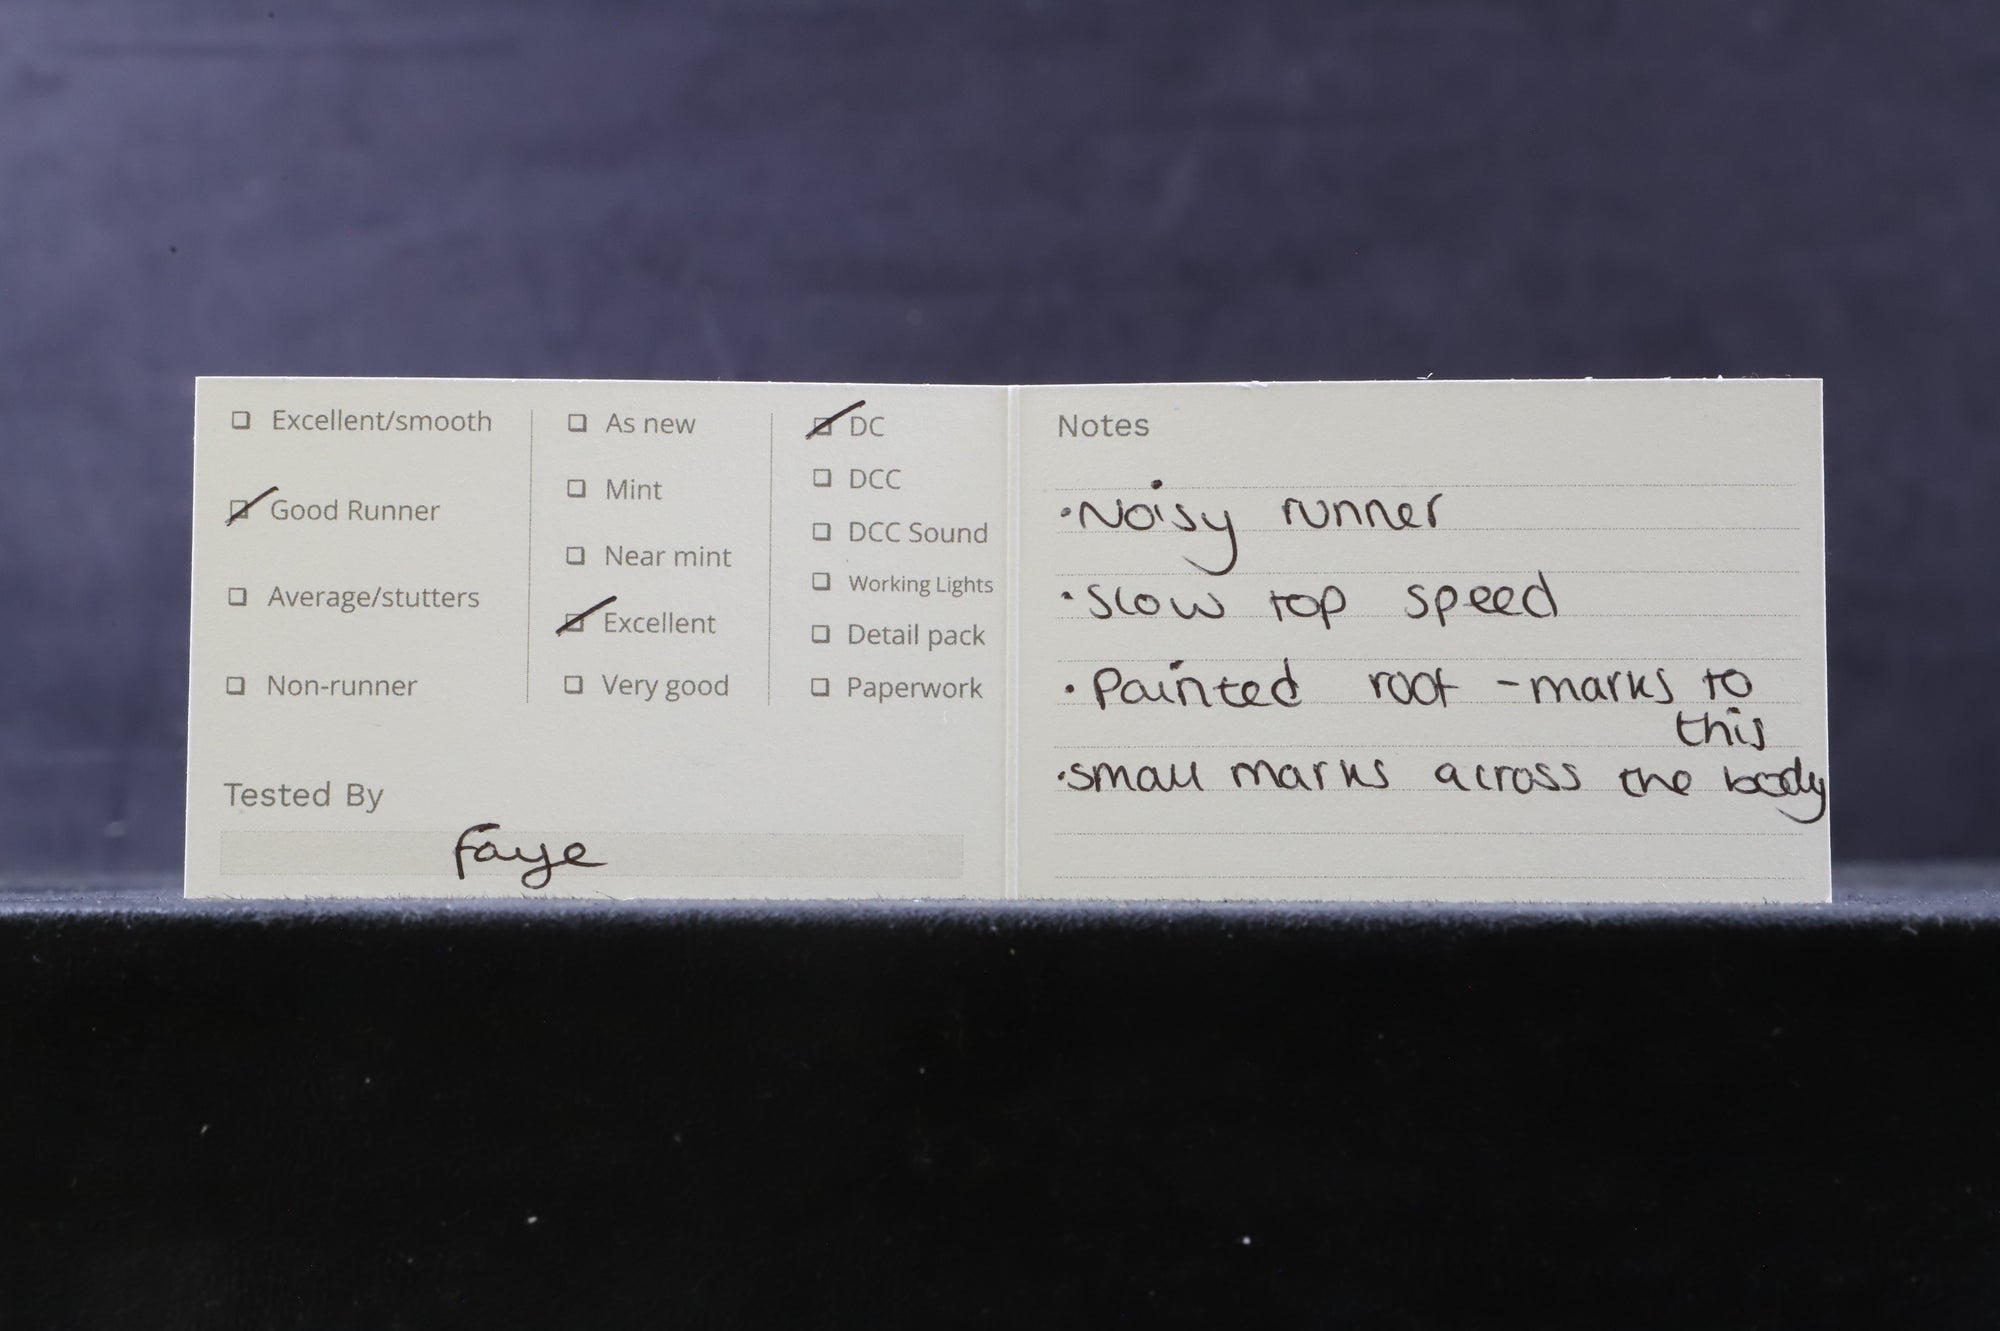 Excellent/smooth
Good Runner
Average/stutters
Non-runner
As new
Mint
Near mint
Excellent
Very good
DC
DCC
DCC Sound
Working Lights
Detail pack
Paperwork
Tested By
Faye
Notes
• Noisy runner
• slow top speed
• Painted roof - marks to
this
• small marks across the body